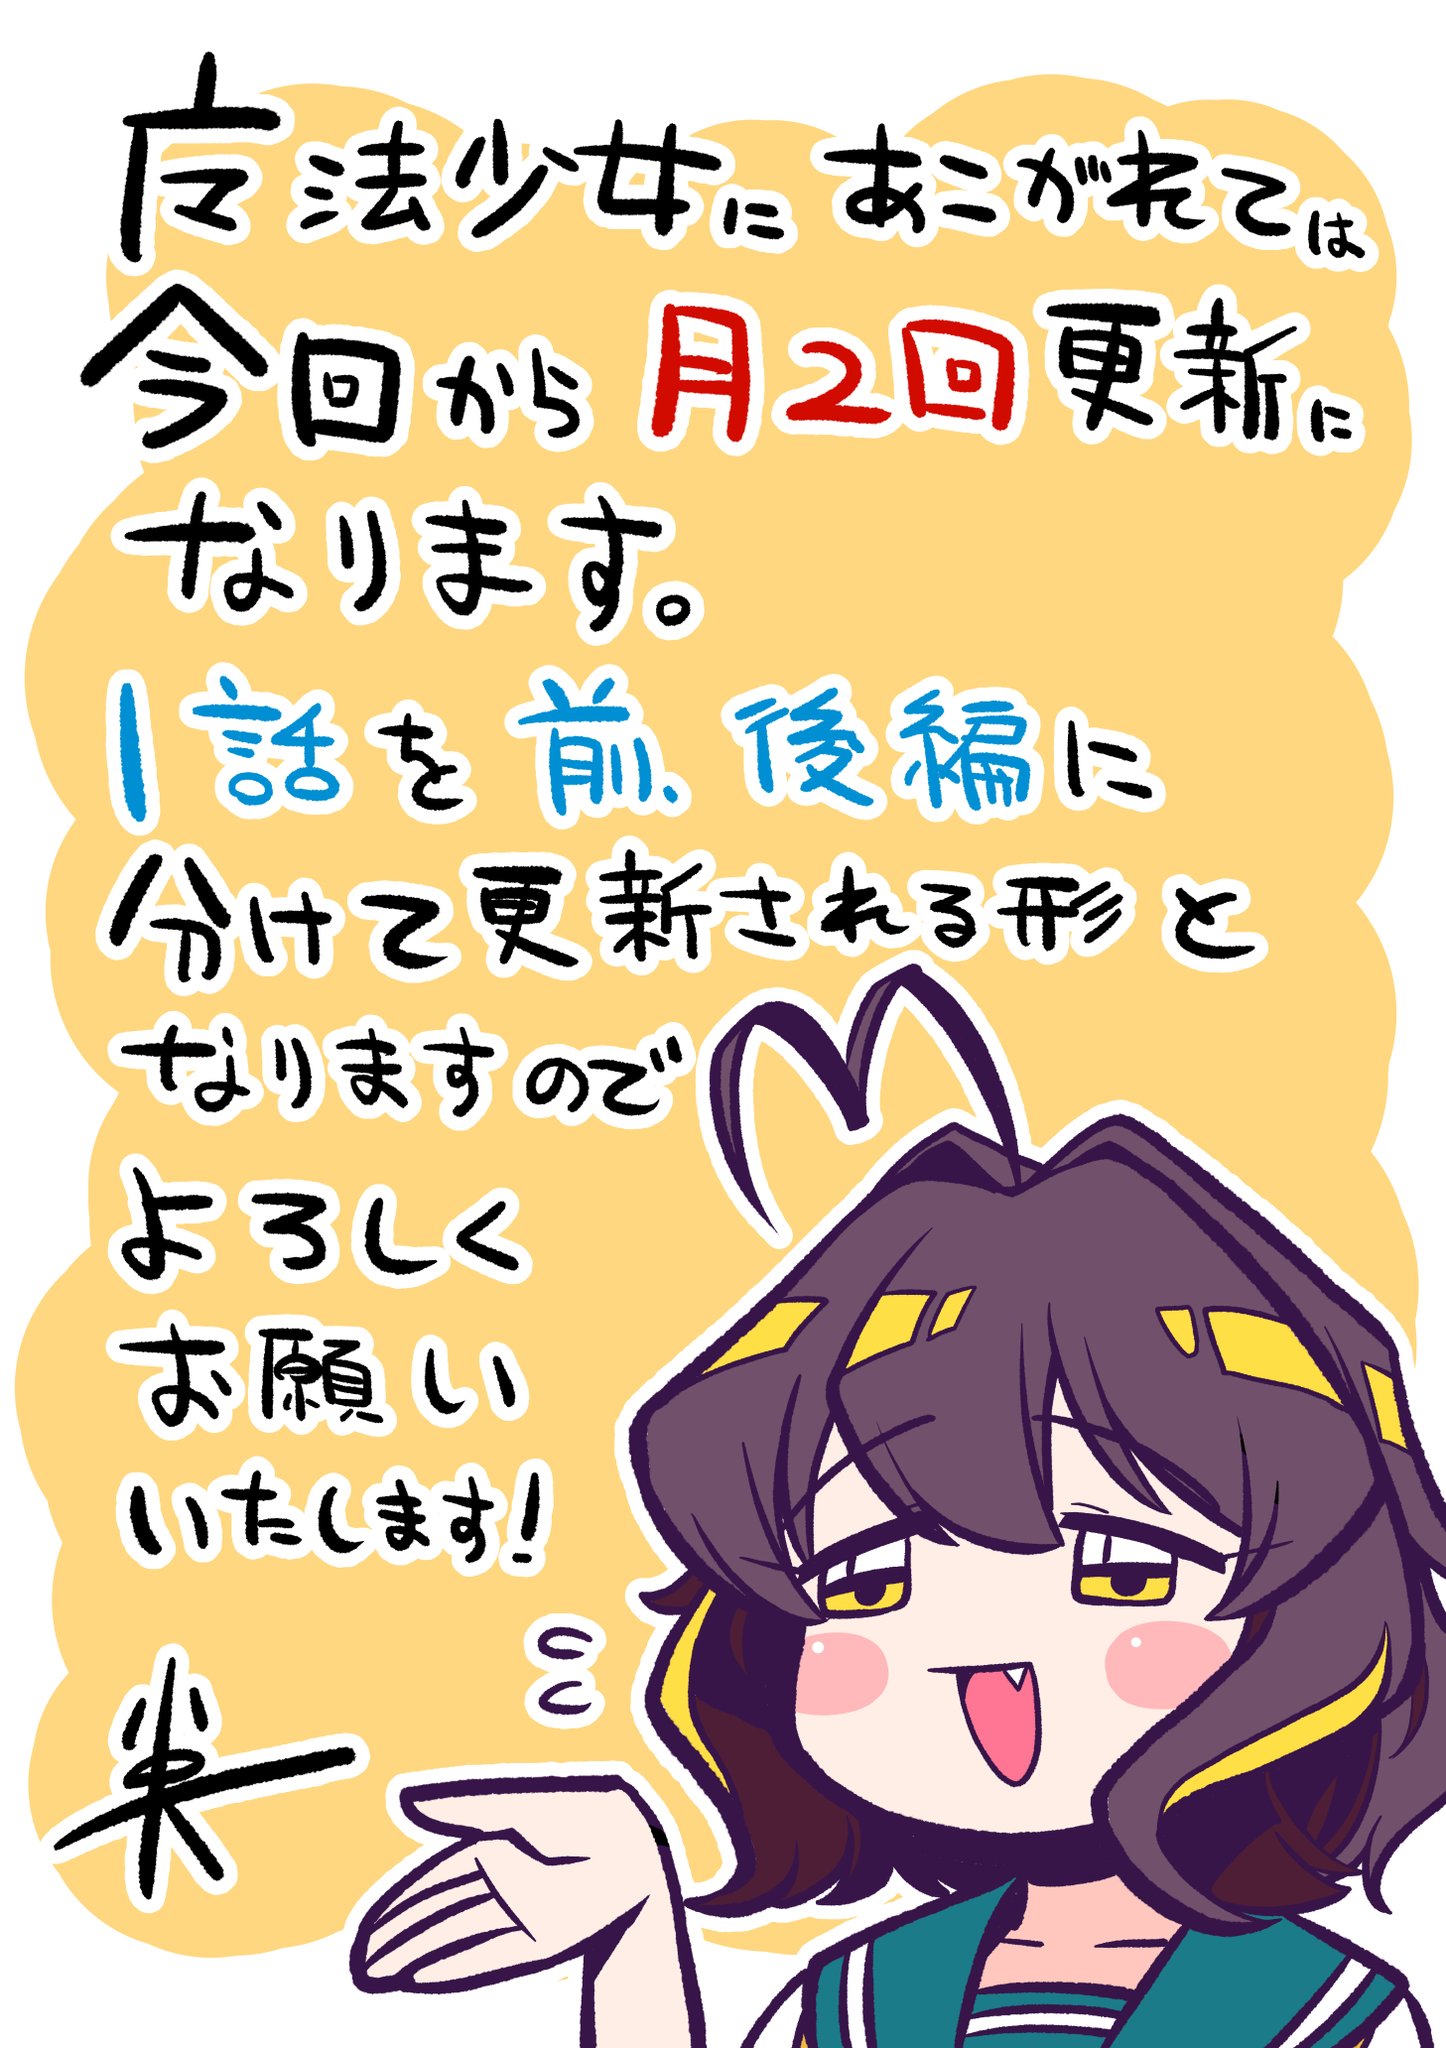 魔法少女にあこがれては
今回から月2回更新に
なります。
1話を前、後編に
分けて更新される形と
なりますので
よろしく
お願い
いたします!